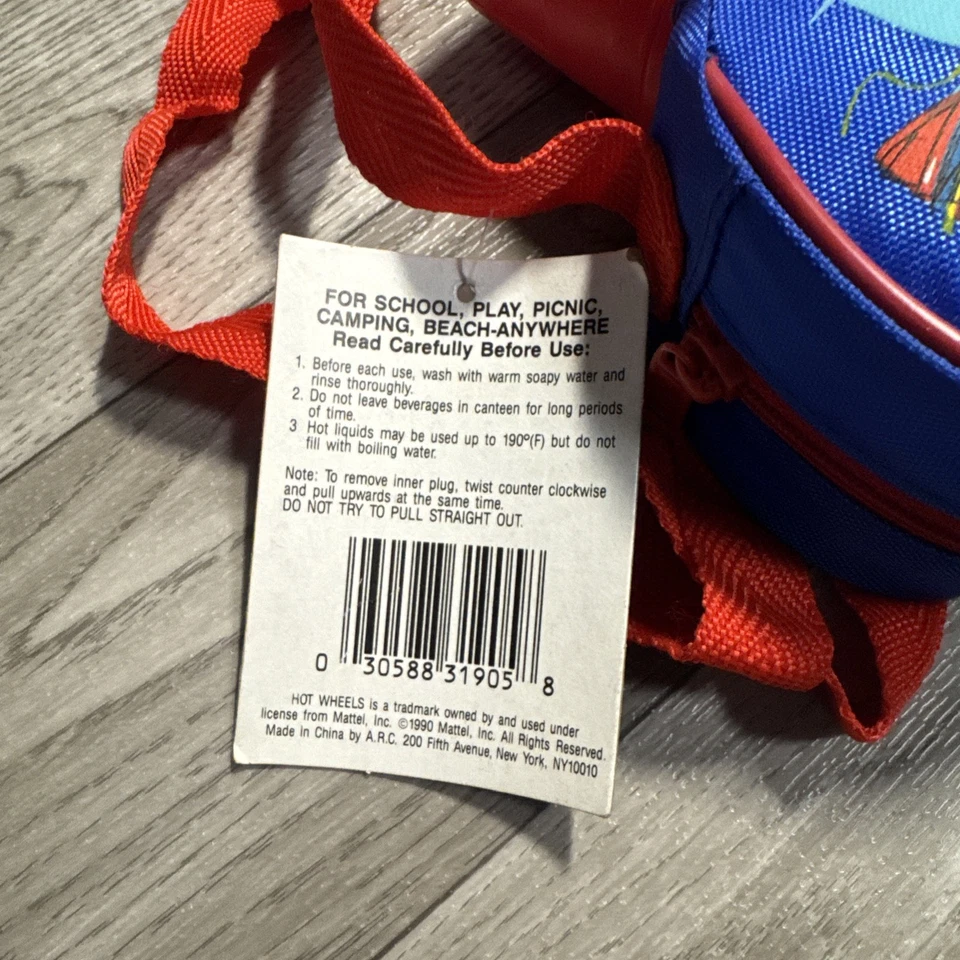 FOR SCHOOL, PLAY, PICNIC,
CAMPING, BEACH-ANYWHERE
Read Carefully Before Use:
1. Before each use, wash with warm soapy water and
rinse thoroughly.
2. Do not leave beverages in canteen for long periods
of time.
3 Hot liquids may be used up to 190º(F) but do not
fill with boiling water.
Note: To remove inner plug, twist counter clockwise
and pull upwards at the same time.
DO NOT TRY TO PULL STRAIGHT OUT.
0 30588 31905 8
HOT WHEELS is a tradmark owned by and used under
license from Mattel, Inc. ©1990 Mattel, Inc. All Rights Reserved.
Made In China by A.R.C. 200 Fifth Avenue, New York, NY10010